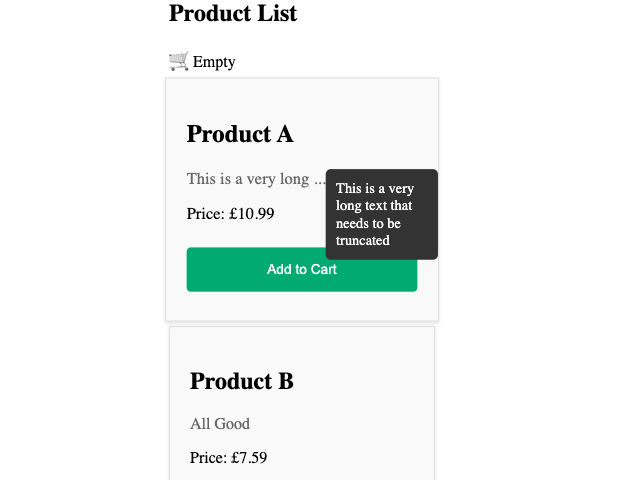 Product List
🛒 Empty
Product A
This is a very long ...
This is a very
long text that
needs to be
truncated
Price: £10.99
Add to Cart
Product B
All Good
Price: £7.59